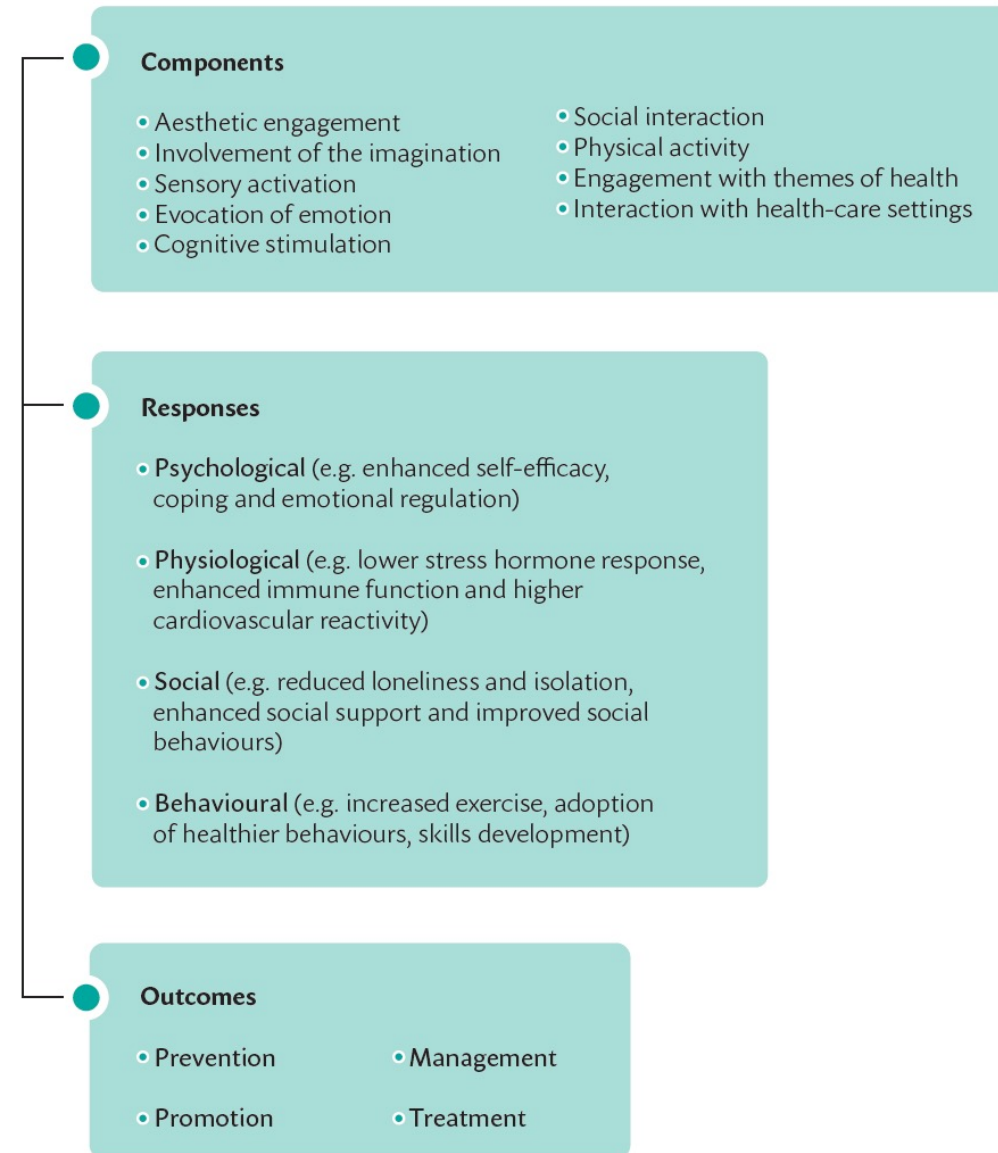 Components
• Aesthetic engagement
• Involvement of the imagination
• Sensory activation
• Evocation of emotion
• Cognitive stimulation
• Social interaction
• Physical activity
• Engagement with themes of health
• Interaction with health-care settings
Responses
• Psychological (e.g. enhanced self-efficacy,
coping and emotional regulation)
• Physiological (e.g. lower stress hormone response,
enhanced immune function and higher
cardiovascular reactivity)
• Social (e.g. reduced loneliness and isolation,
enhanced social support and improved social
behaviours)
• Behavioural (e.g. increased exercise, adoption
of healthier behaviours, skills development)
Outcomes
• Prevention
• Promotion
• Management
• Treatment